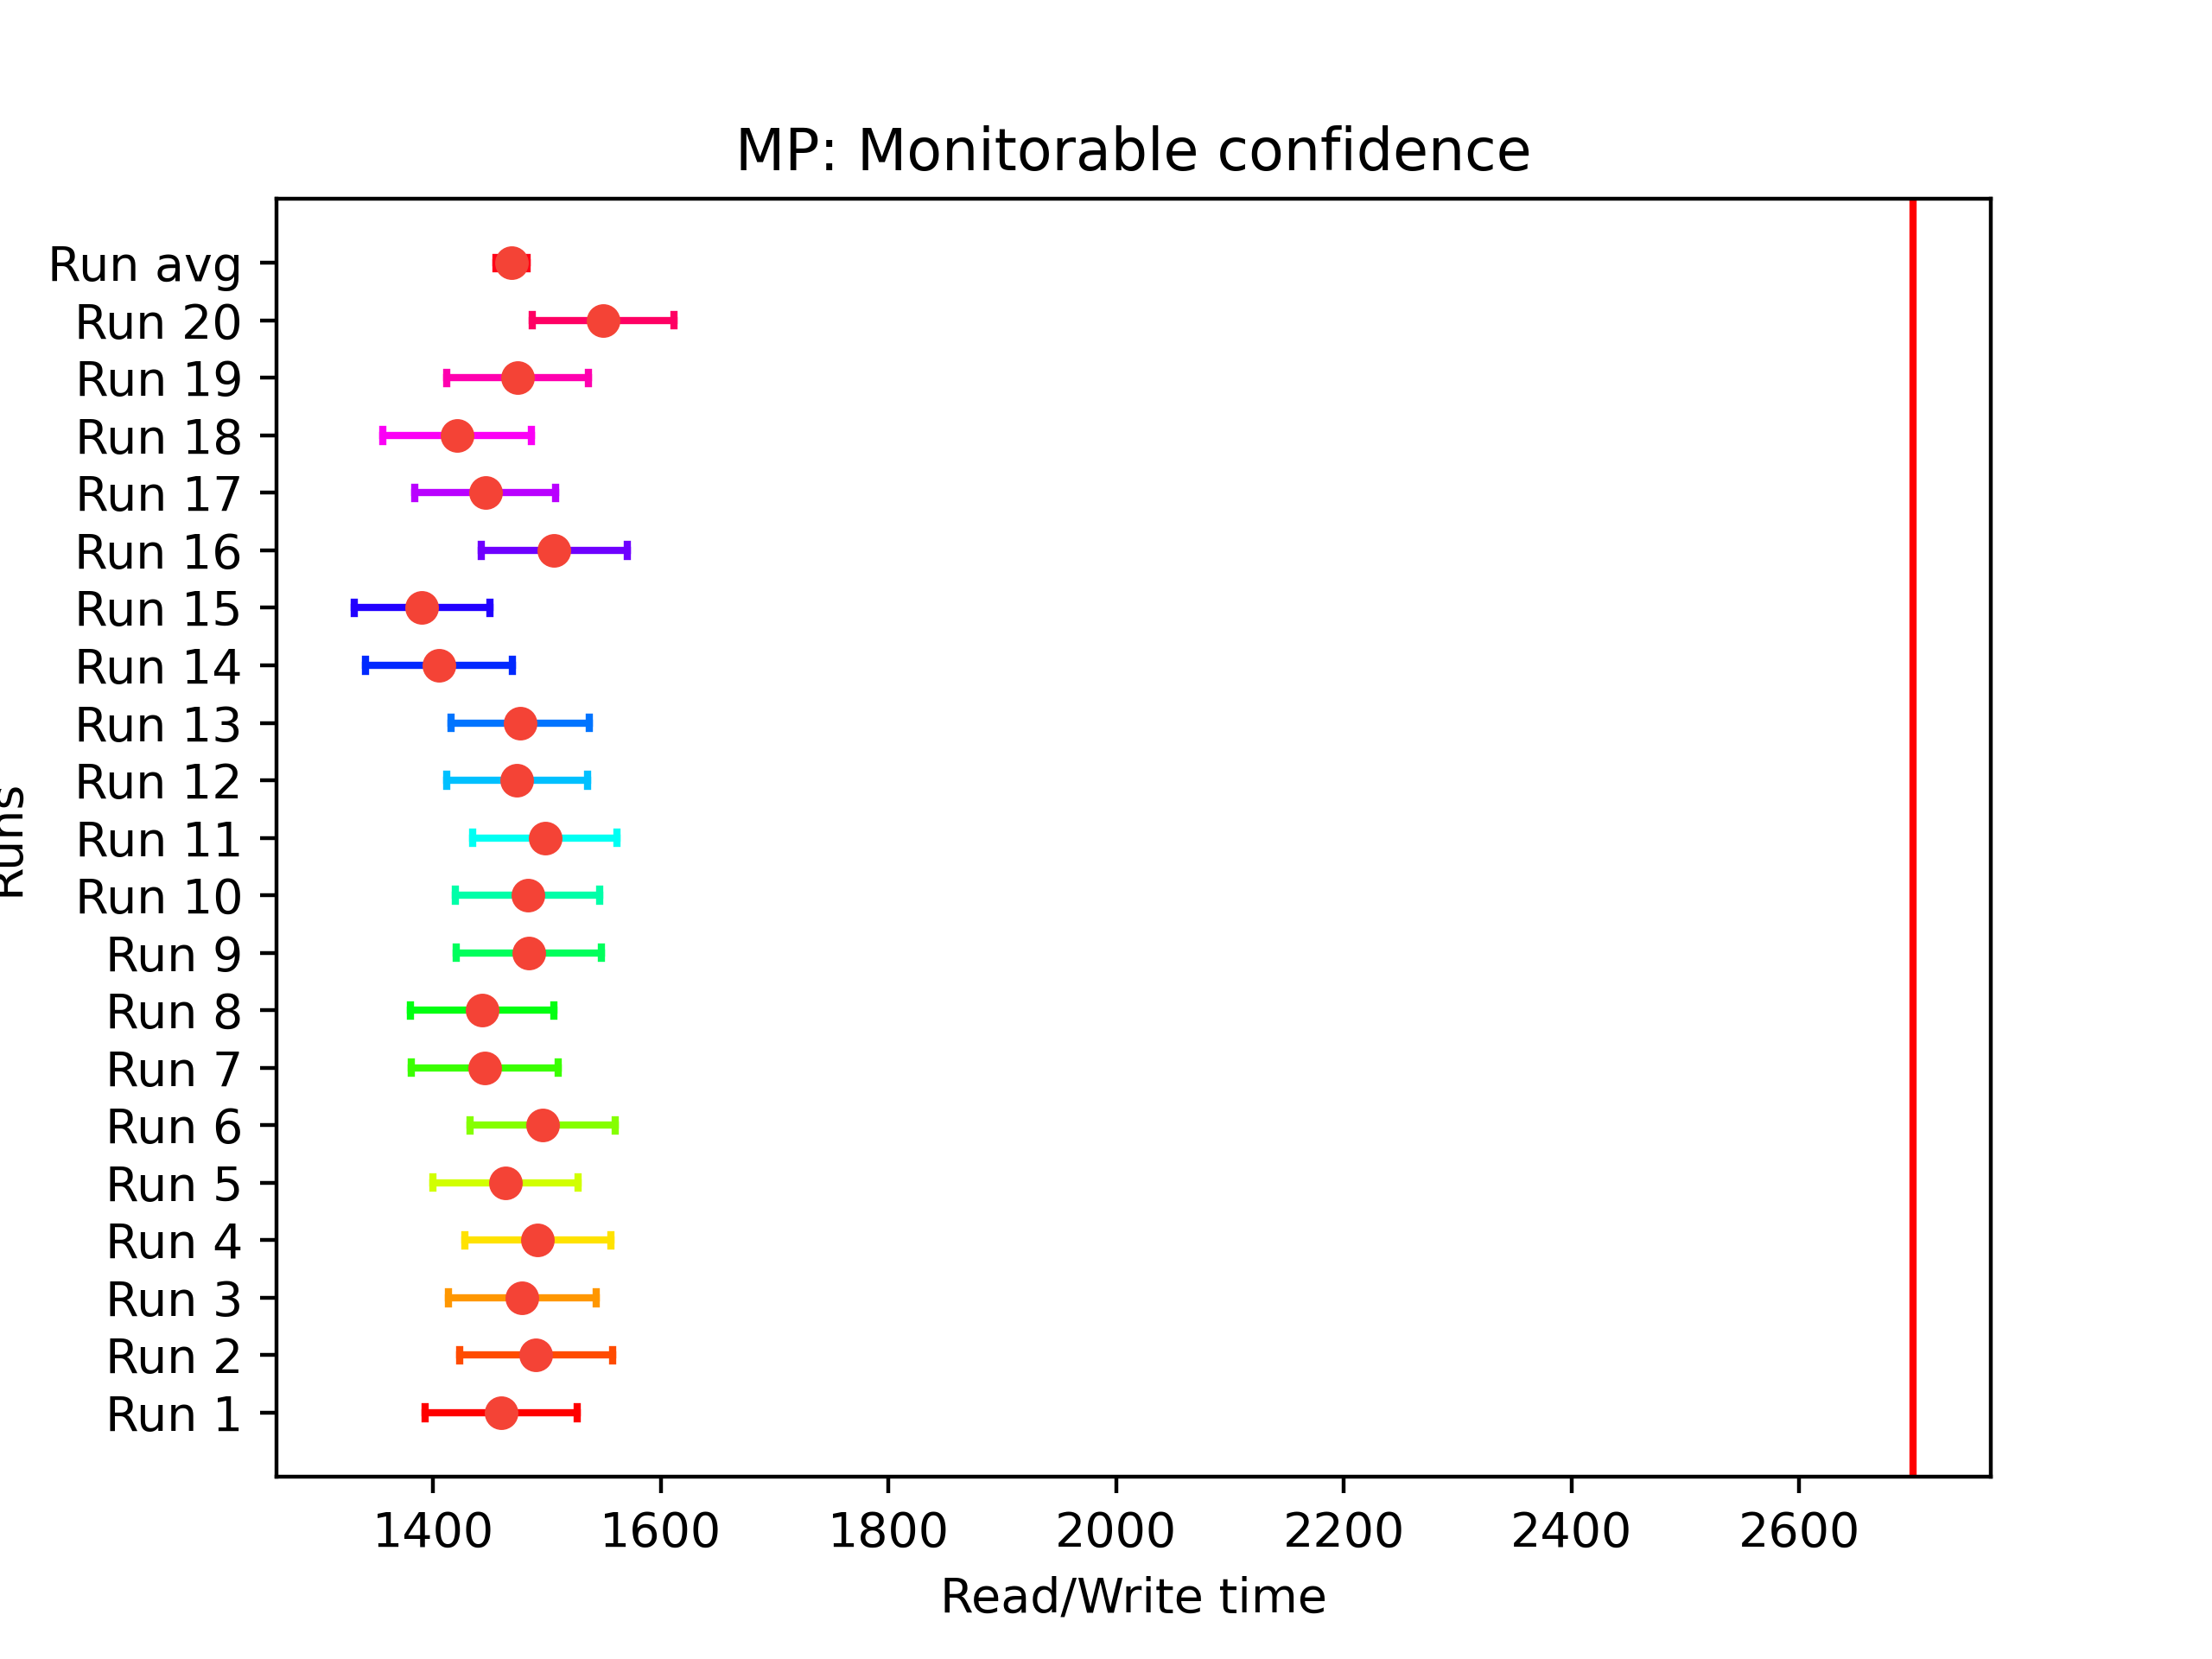 MP: Monitorable confidence
Run avg
Run 20
Run 19
Run 18
Run 17
Run 16
Run 15
Run 14
Run 13
Run 12
Run 11
Run 10
Run 9
Run 8
Run 7
Run 6
Run 5
Run 4
Run 3
Run 2
Run 1
Runs
1400 1600 1800 2000 2200 2400 2600
Read/Write time